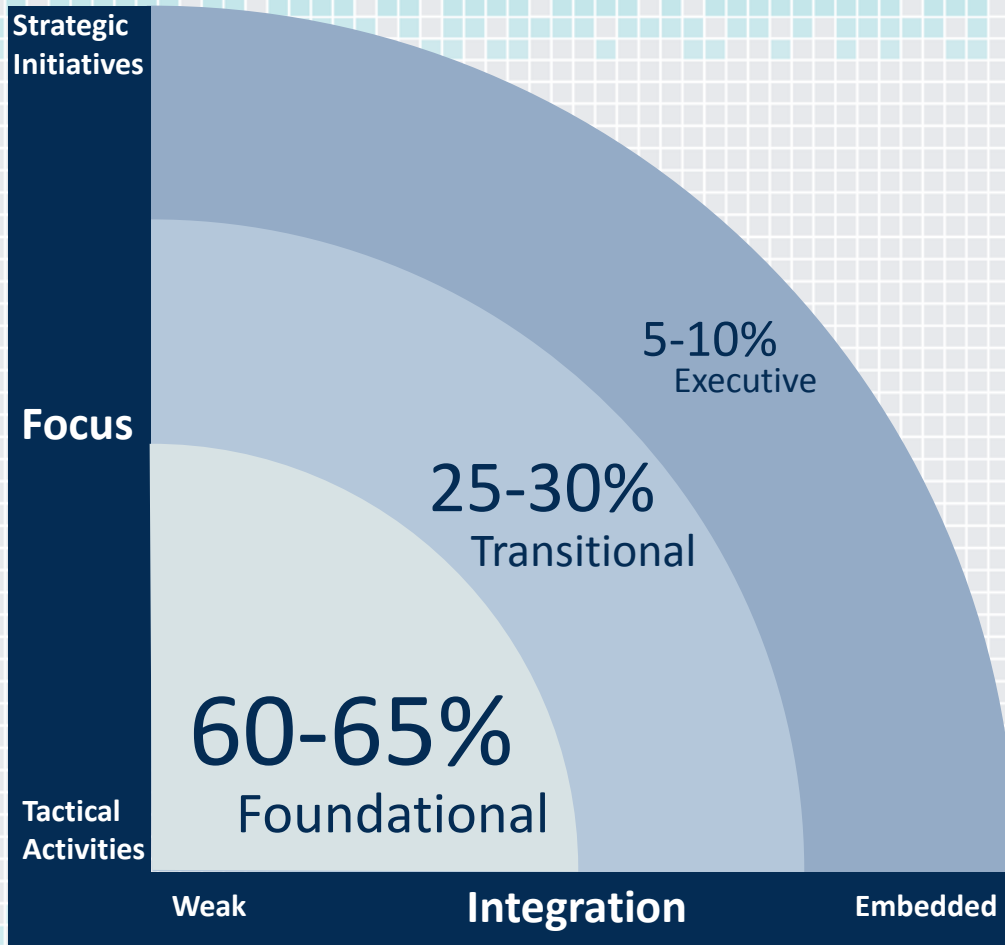 Strategic
Initiatives
5-10%
Executive
Focus
25-30%
Transitional
60-65%
Foundational
Tactical
Activities
Weak
Integration
Embedded